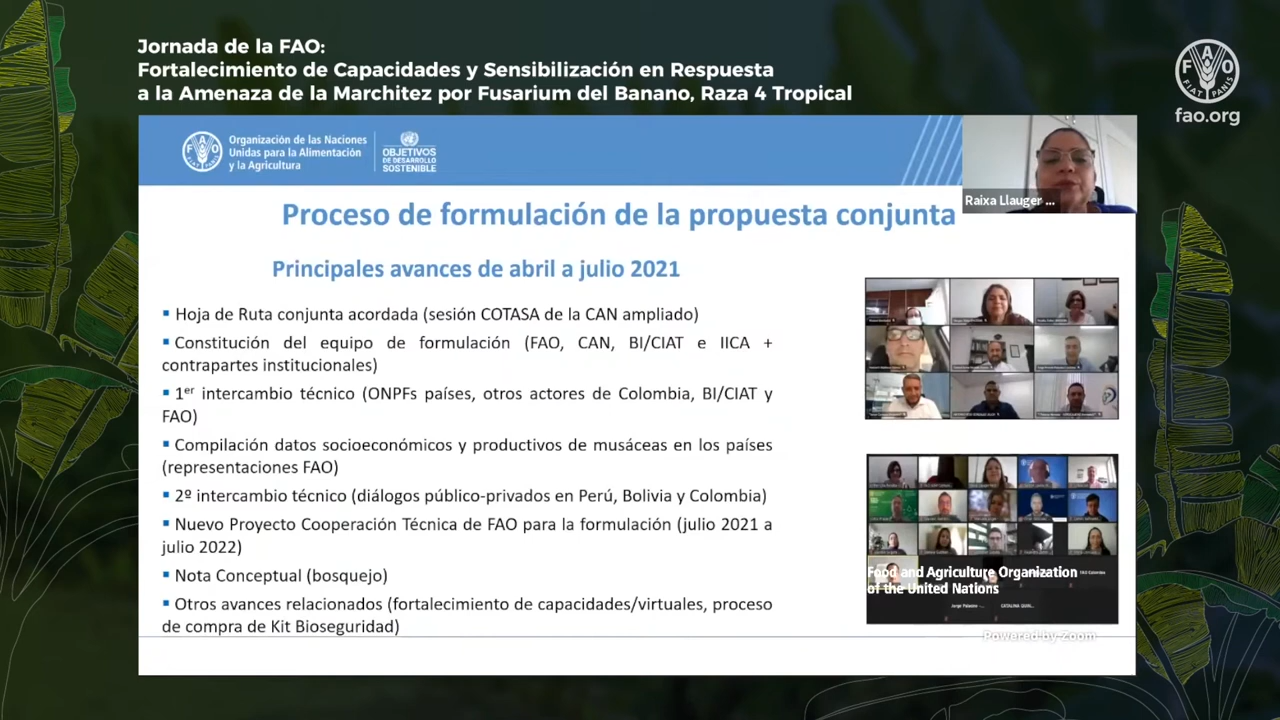 Jornada de la FAO:
Fortalecimiento de Capacidades y Sensibilización en Respuesta
a la Amenaza de la Marchitez por Fusarium del Banano, Raza 4 Tropical
FAO
FIAT PANIS
fao.org
Organización de las Naciones
Unidas para la Alimentación
y la Agricultura
OBJETIVOS
DE DESARROLLO
SOSTENIBLE
Raixa Llauger ...
Proceso de formulación de la propuesta conjunta
Principales avances de abril a julio 2021
▪ Hoja de Ruta conjunta acordada (sesión COTASA de la CAN ampliado)
▪ Constitución del equipo de formulación (FAO, CAN, BI/CIAT e IICA +
contrapartes institucionales)
▪ 1er intercambio técnico (ONPFs países, otros actores de Colombia, BI/CIAT y
FAO)
▪ Compilación datos socioeconómicos y productivos de musáceas en los países
(representaciones FAO)
▪ 2º intercambio técnico (diálogos público-privados en Perú, Bolivia y Colombia)
▪ Nuevo Proyecto Cooperación Técnica de FAO para la formulación (julio 2021 a
julio 2022)
▪ Nota Conceptual (bosquejo)
▪ Otros avances relacionados (fortalecimiento de capacidades/virtuales, proceso
de compra de Kit Bioseguridad)
Food and Agriculture Organization
of the United Nations
Powered by Zoom